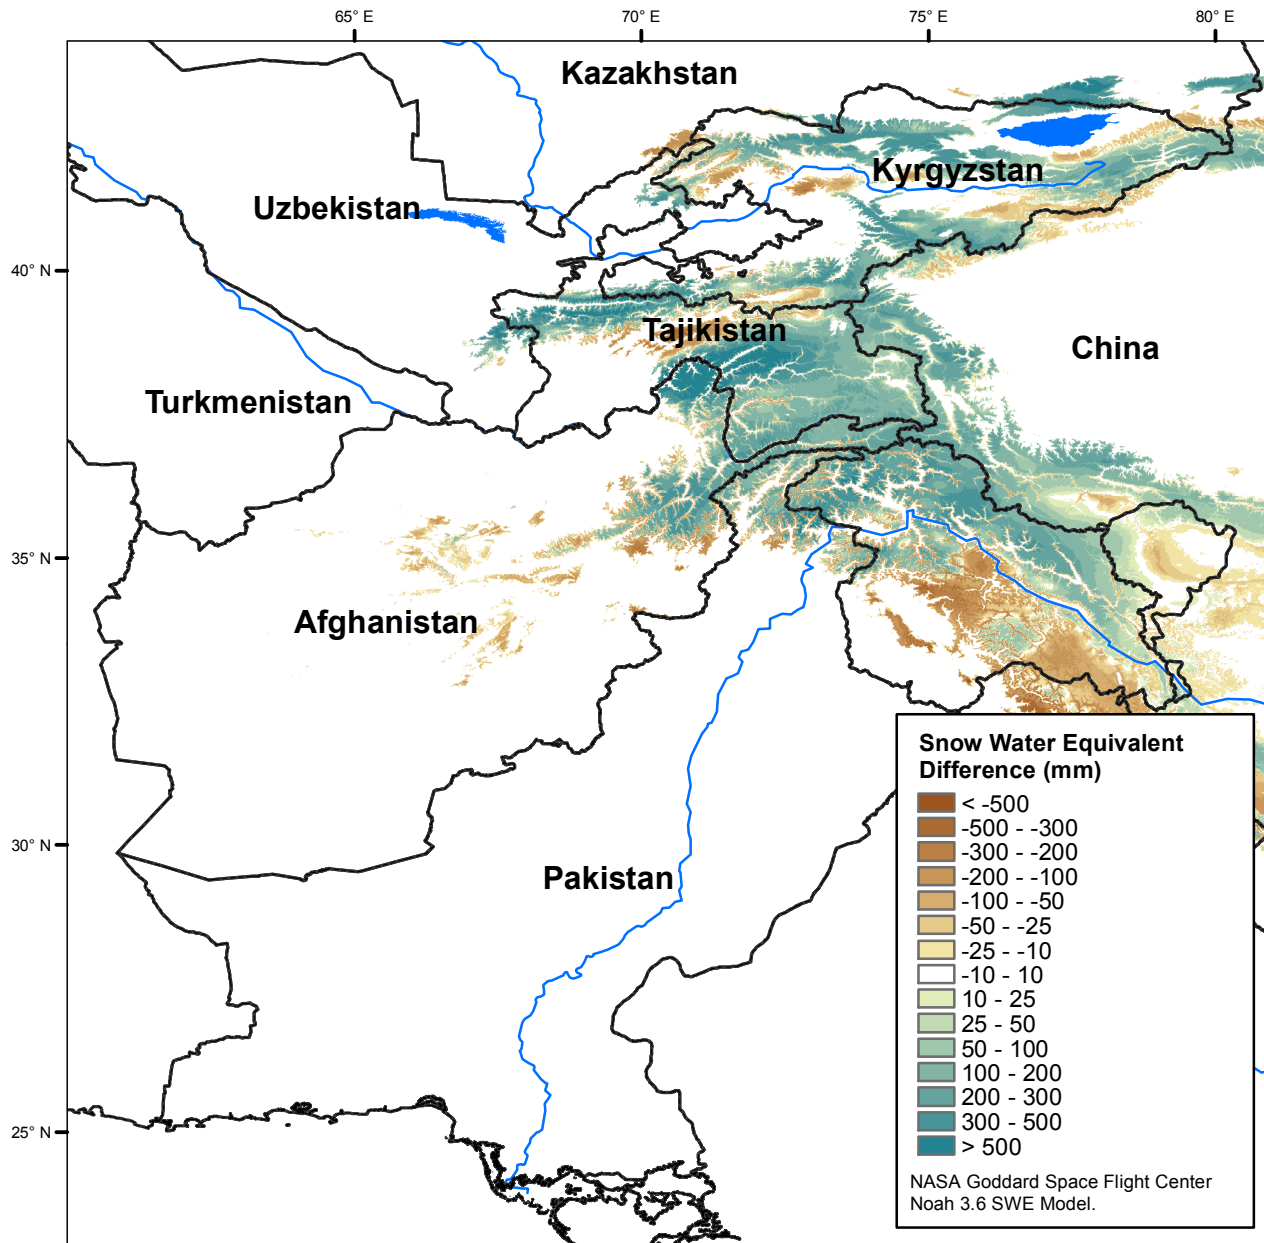 65° E
70° E
75° E
80° E
Kazakhstan
Kyrgyzstan
Uzbekistan
40° N
Tajikistan
China
Turkmenistan
35° N
Afghanistan
Snow Water Equivalent
Difference (mm)
< -500
-500 - -300
-300 - -200
-200 - -100
-100 - -50
-50 - -25
-25 - -10
-10 - 10
10 - 25
25 - 50
50 - 100
100 - 200
200 - 300
300 - 500
> 500
NASA Goddard Space Flight Center
Noah 3.6 SWE Model.
30° N
Pakistan
25° N